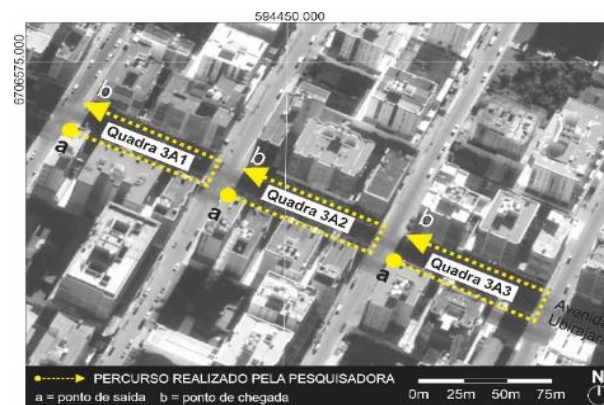 594450.000
6706575.000
b
Quadra 3A1
a
b
Quadra 3A2
a
b
Quadra 3A3
a
Avenida
PERCURSO REALIZADO PELA PESQUISADORA
a = ponto de saída b = ponto de chegada
0m 25m 50m 75m
N